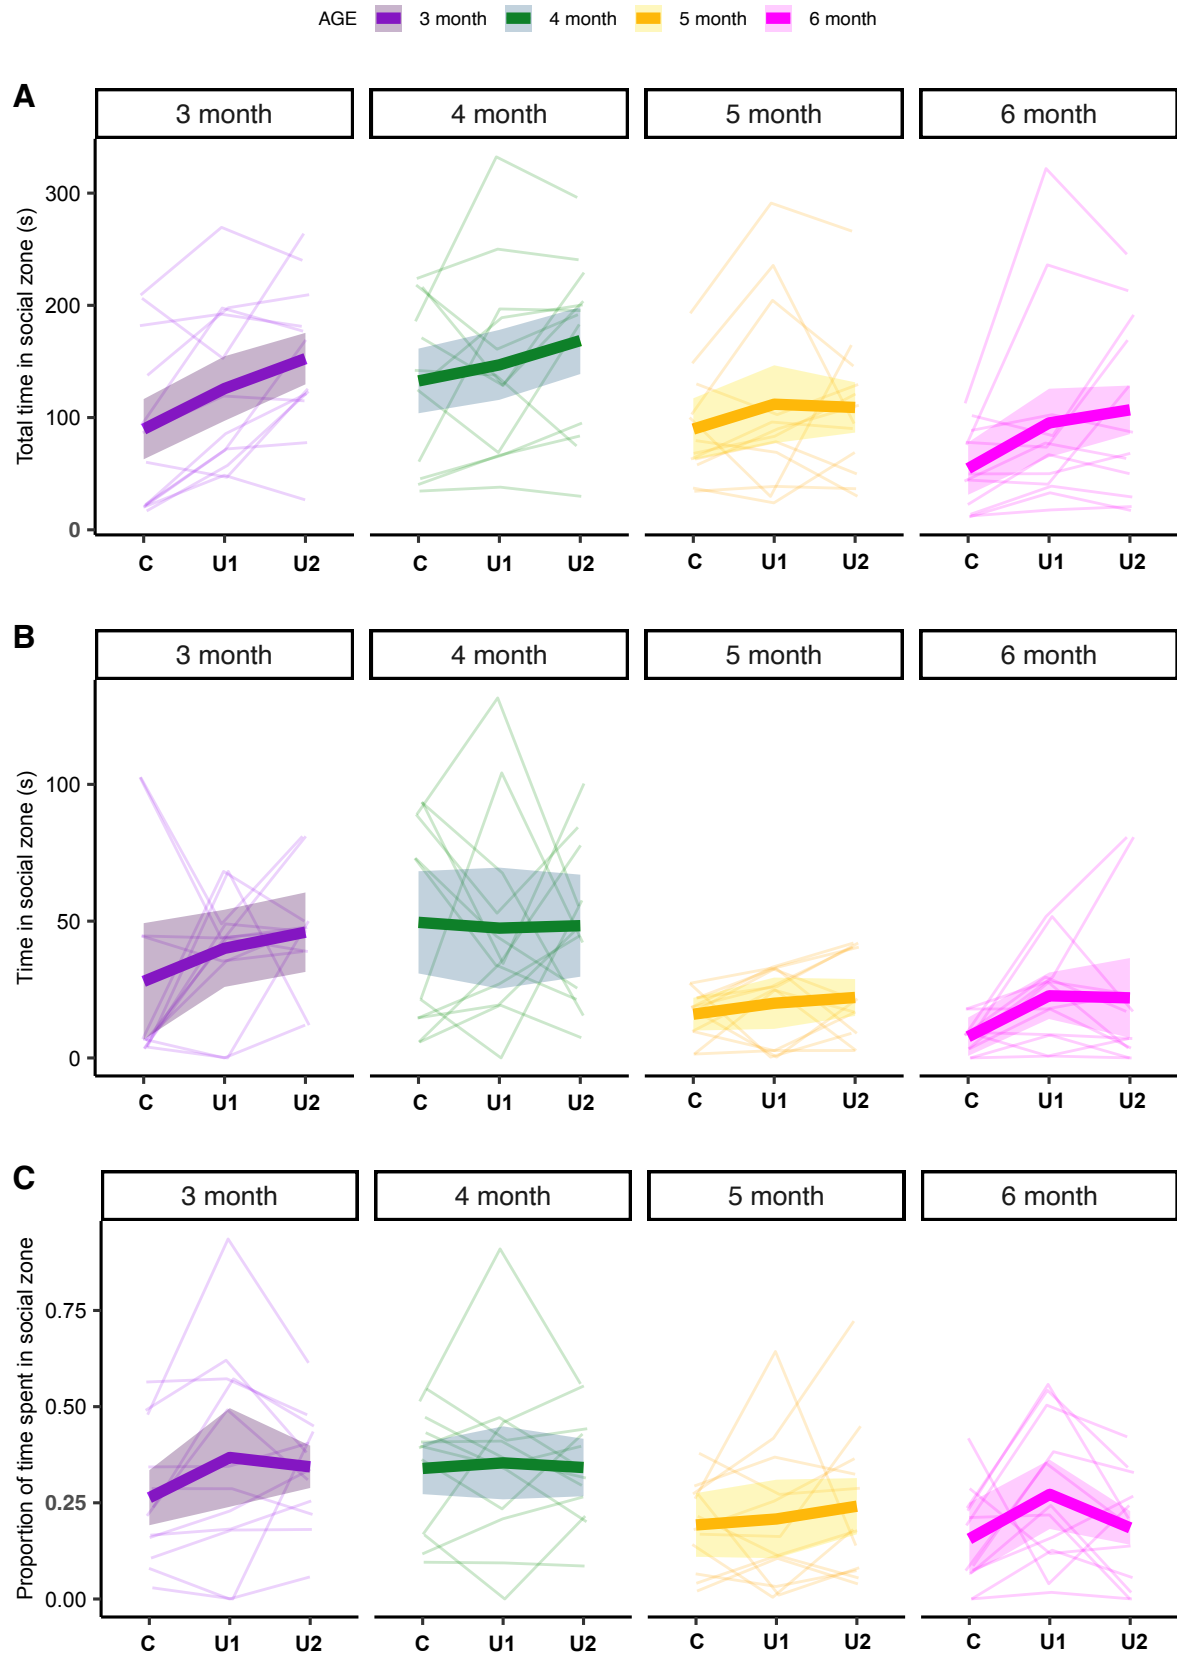 AGE 3 month 4 month 5 month 6 month
A
3 month 4 month 5 month 6 month
Total time in social zone (s)
300
200
100
0
C U1 U2 C U1 U2 C U1 U2 C U1 U2
B
3 month 4 month 5 month 6 month
Time in social zone (s)
100
50
0
C U1 U2 C U1 U2 C U1 U2 C U1 U2
C
3 month 4 month 5 month 6 month
Proportion of time spent in social zone
0.75
0.50
0.25
0.00
C U1 U2 C U1 U2 C U1 U2 C U1 U2